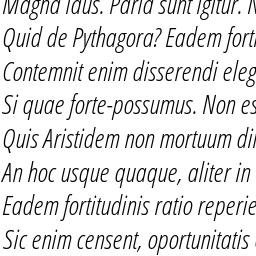 Magna laus. Paria sunt igitur. N
Quid de Pythagora? Eadem forti
Contemnit enim disserendi eleg
Si quae forte-possumus. Non es
Quis Aristidem non mortuum dil
An hoc usque quaque, aliter in
Eadem fortitudinis ratio reperie
Sic enim censent, oportunitatis